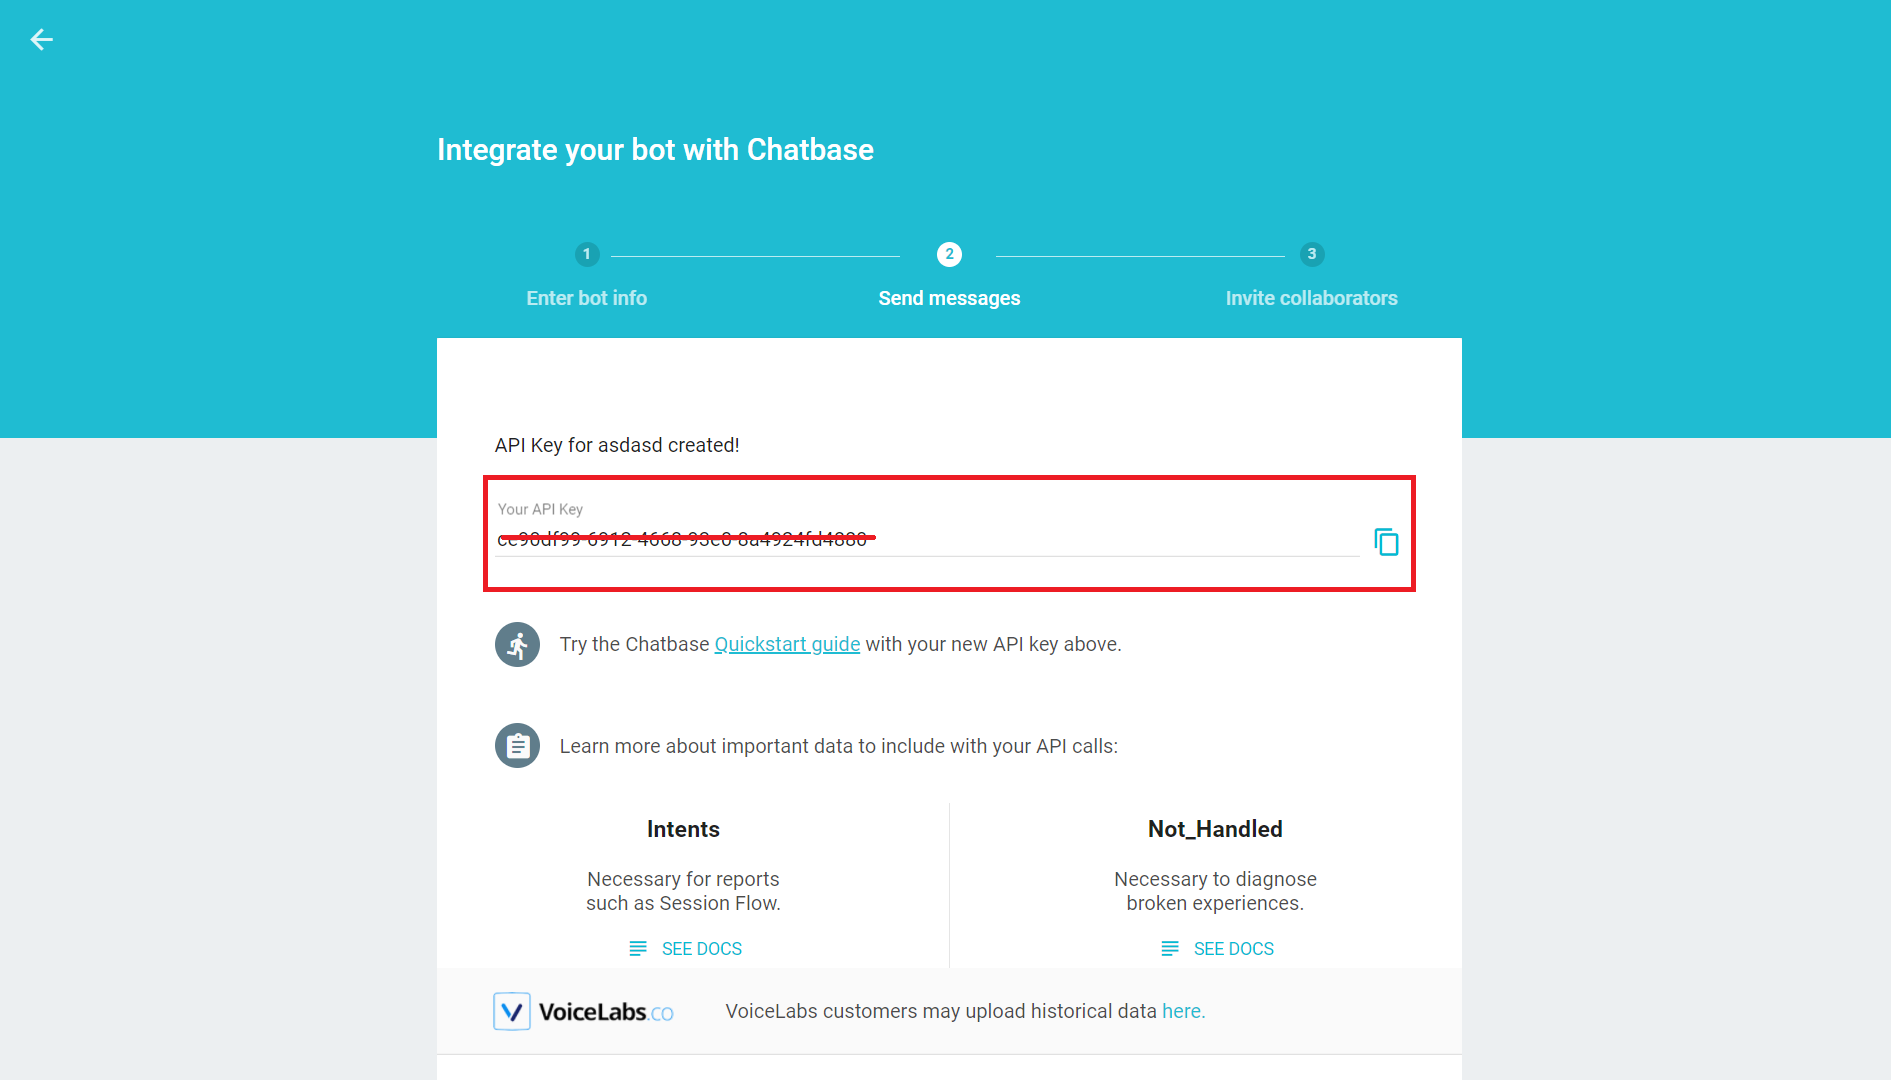 Integrate your bot with Chatbase
1
2
3
Enter bot info
Send messages
Invite collaborators
API Key for asdasd created!
Your API Key
Try the Chatbase Quickstart guide with your new API key above.
Learn more about important data to include with your API calls:
Intents
Necessary for reports
such as Session Flow.
SEE DOCS
Not_Handled
Necessary to diagnose
broken experiences.
SEE DOCS
VoiceLabs.co
VoiceLabs customers may upload historical data here.